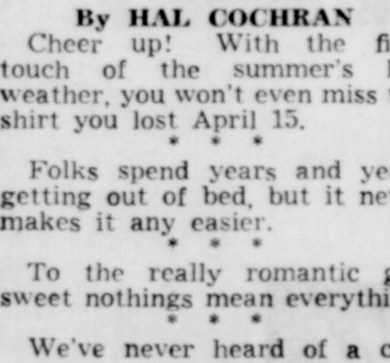 By HAL COCHRAN
Cheer up! With the
touch of the summer's
weather, you won't even miss
shirt you lost April 15.
* * *
Folks spend years and
getting out of bed, but it
makes it any easier.
* * *
To the really romantic
sweet nothings mean
* * *
We've never heard of a